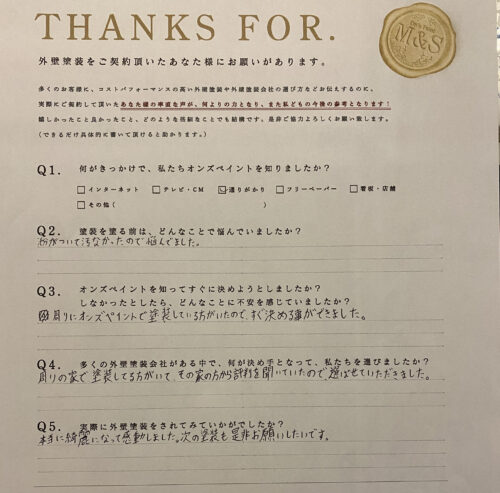 THANKS FOR.
M&S
外壁塗装をご契約頂いたあなた様にお願いがあります。
多くのお客様に、コストパフォーマンスの高い外壁塗装や外壁塗装会社の選び方などお伝えするのに、
実際にご契約して頂いたあなた様の率直な声が、何よりの力となり、また私どもの今後の参考となります!
嬉しかったこと良かったこと、どのような些細なことでも結構です。是非ご協力よろしくお願い致します。
(できるだけ具体的に書いて頂けると助かります。)
Q1. 何がきっかけで、私たちオンズペイントを知りましたか?
□インターネット □テレビ・CM ☑通りがかり □フリーペーパー □看板・店舗
□その他( )
Q2. 塗装を塗る前は、どんなことで悩んでいましたか?
粉がついて汚なかったので悩んでました。
Q3. オンズペイントを知ってすぐに決めようとしましたか?
しなかったとしたら、どんなことに不安を感じていましたか?
周りにオンズペイントで塗装している方がいたので、すぐ決める事ができました。
Q4. 多くの外壁塗装会社がある中で、何が決め手となって、私たちを選びましたか?
周りの家で塗装してる方がいて、その家の方から評判を聞いていたので選ばせていただきました。
Q5. 実際に外壁塗装をされてみていかがでしたか?
本当に綺麗になって感動しました。次の塗装も是非お願いしたいです。